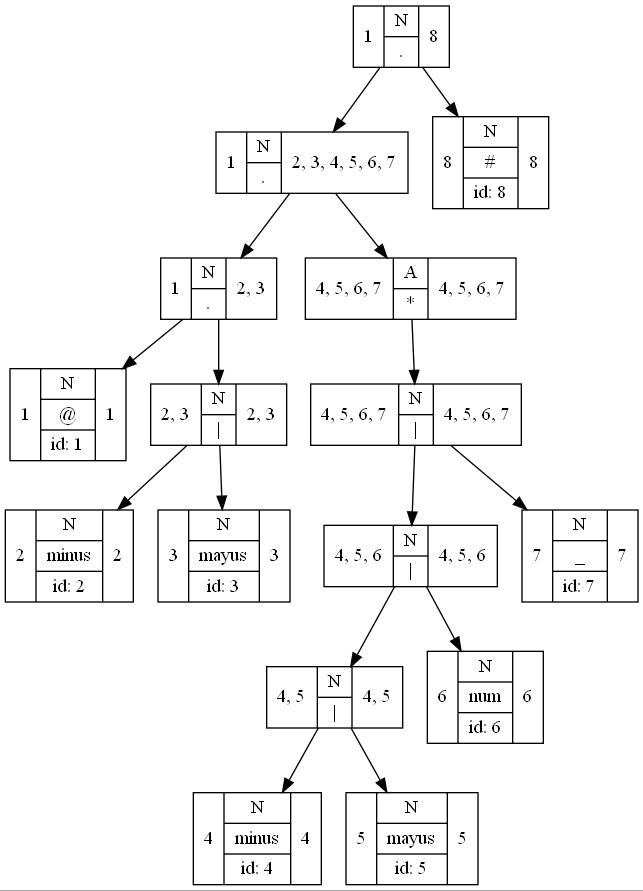 N
1
8
.
N
1
2, 3, 4, 5, 6, 7
.
N
8
#
8
id: 8
N
1
2, 3
.
A
4, 5, 6, 7
4, 5, 6, 7
*
N
1
@
1
id: 1
N
2, 3
2, 3
|
N
4, 5, 6, 7
4, 5, 6, 7
|
N
2
minus
2
id: 2
N
3
mayus
3
id: 3
N
4, 5, 6
4, 5, 6
|
N
7
_
7
id: 7
N
4, 5
4, 5
|
N
6
num
6
id: 6
N
4
minus
4
id: 4
N
5
mayus
5
id: 5